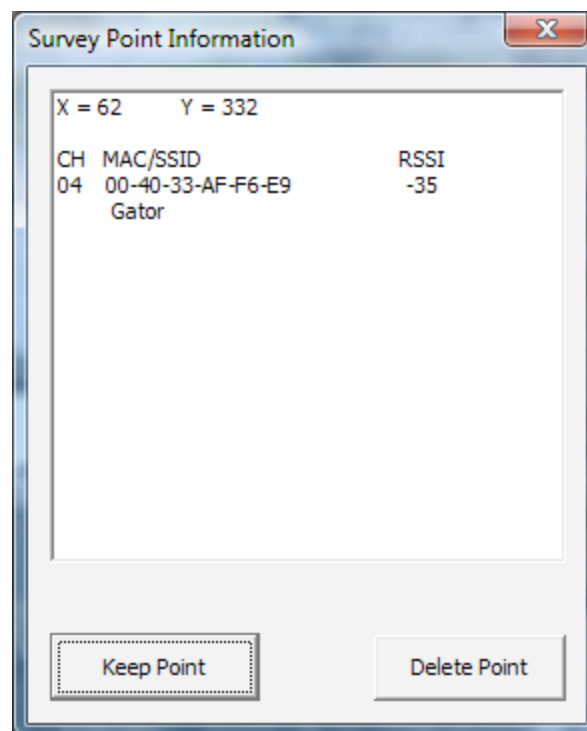 Survey Point Information
X = 62 Y = 332
CH MAC/SSID RSSI
04 00-40-33-AF-F6-E9 -35
Gator
Keep Point Delete Point